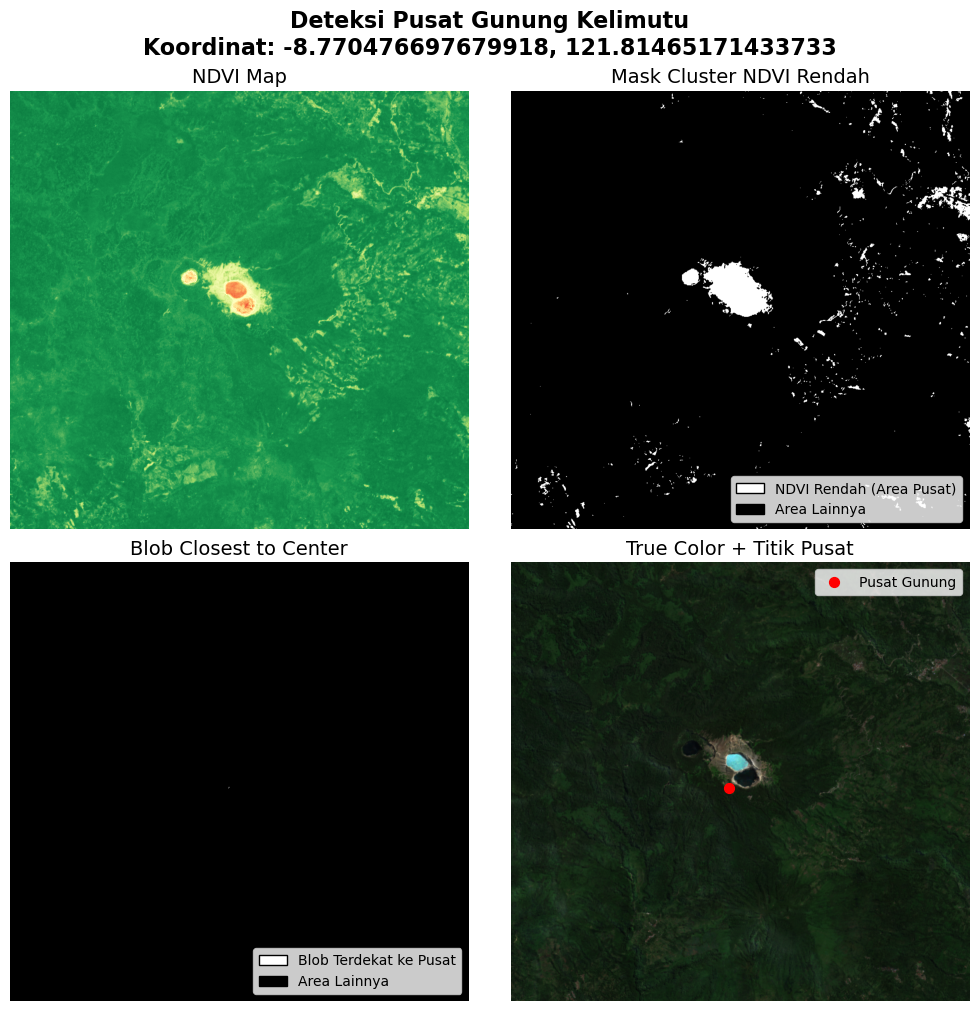 Deteksi Pusat Gunung Kelimutu
Koordinat: -8.770476697679918, 121.81465171433733
NDVI Map
Mask Cluster NDVI Rendah
NDVI Rendah (Area Pusat)
Area Lainnya
Blob Closest to Center
True Color + Titik Pusat
Pusat Gunung
Blob Terdekat ke Pusat
Area Lainnya